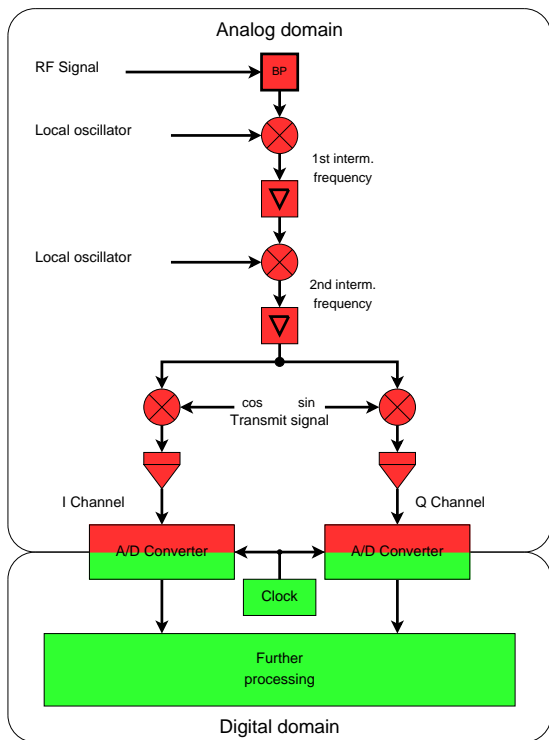 Analog domain
RF Signal
BP
Local oscillator
1st interm.
frequency
Local oscillator
2nd interm.
frequency
cos sin
Transmit signal
I Channel
Q Channel
A/D Converter
A/D Converter
Clock
Further
processing
Digital domain